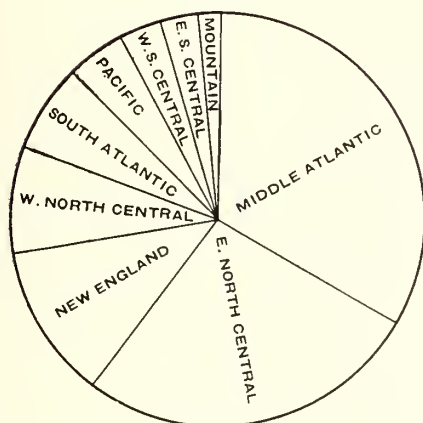 MOUNTAIN
E. S. CENTRAL
W. S. CENTRAL
PACIFIC
SOUTH ATLANTIC
W. NORTH CENTRAL
NEW ENGLAND
E. NORTH CENTRAL
MIDDLE ATLANTIC